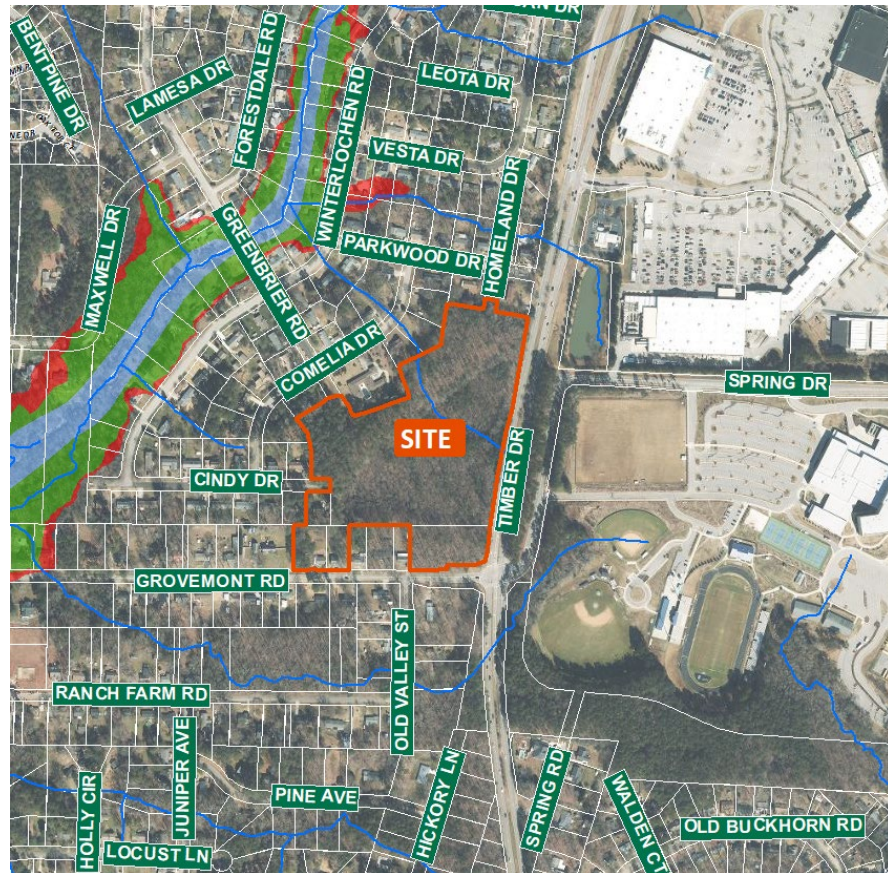 BENTPINE DR
LAMESA DR
FORESTDALE RD
WINTERLOCHEN RD
LEOTA DR
VESTA DR
HOMELAND DR
MAXWELL DR
GREENBRIER RD
PARKWOOD DR
COMELIA DR
SPRING DR
SITE
TIMBER DR
CINDY DR
GROVEMONT RD
OLD VALLEY ST
RANCH FARM RD
JUNIPER AVE
HICKORY LN
SPRING RD
PINE AVE
WALDEN CT
HOLLY CIR
OLD BUCKHORN RD
LOCUST LN